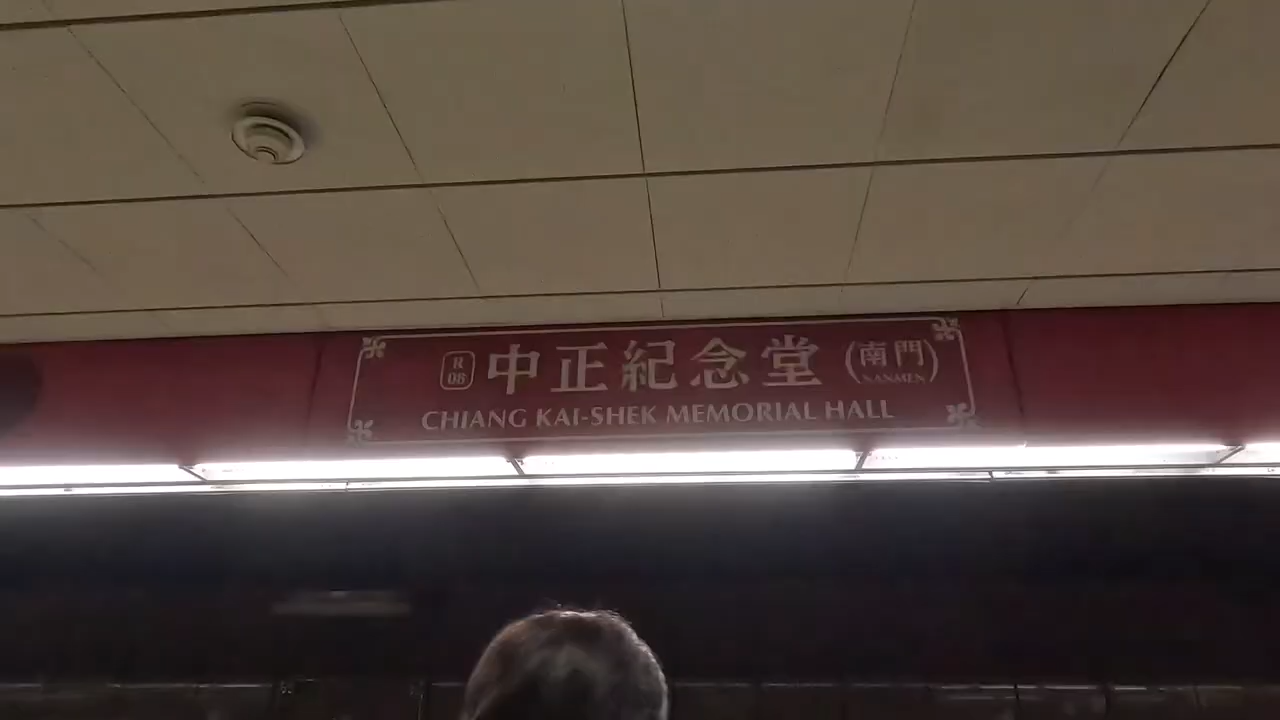 R 08 中正紀念堂 (南門) NANMEN
CHIANG KAI-SHEK MEMORIAL HALL